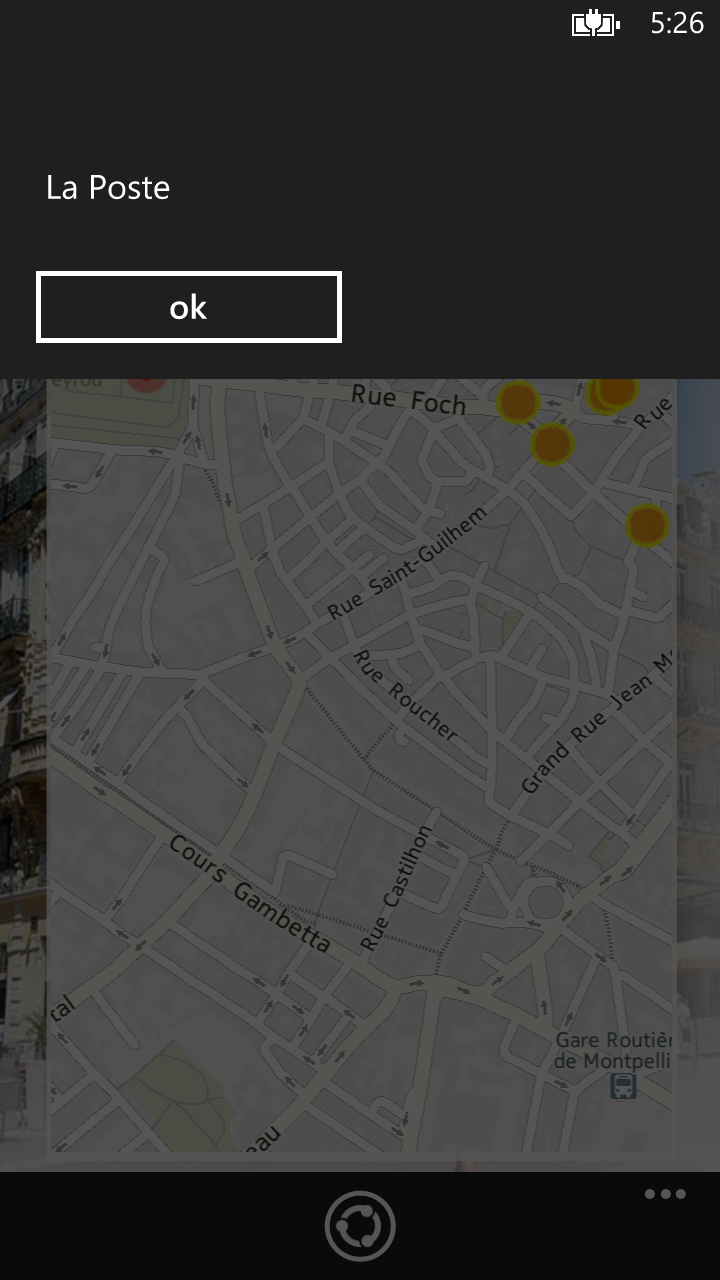 5:26
La Poste
ok
eyrou
Rue Foch
Rue
Rue Saint-Guilhem
Rue Roucher
Grand Rue Jean M
Cours Gambetta
Rue Castilhon
tal
Gare Routièr
de Montpelli
eau